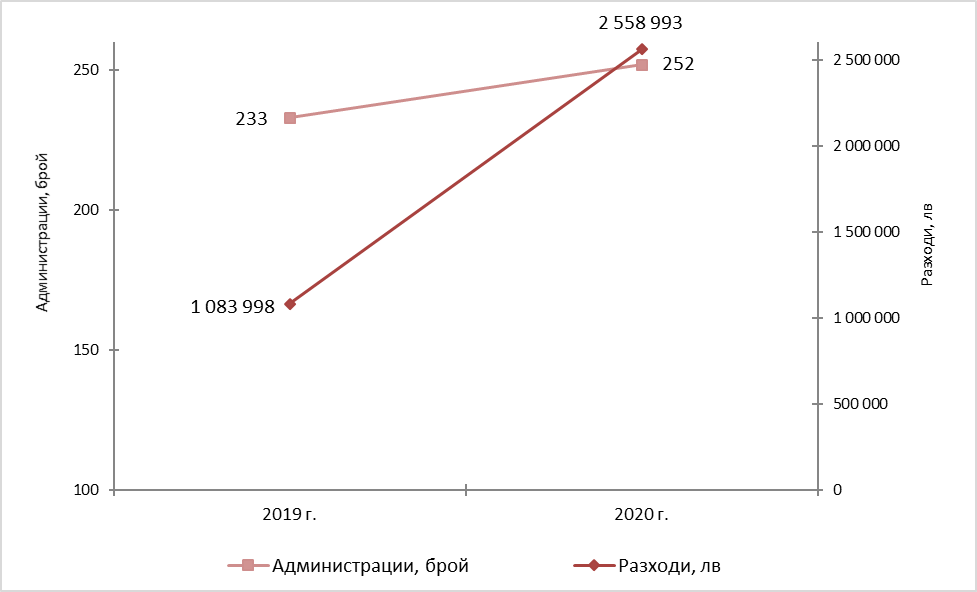 2 558 993
250
252
2 500 000
233
2 000 000
Администрации, брой
200
1 500 000
Разходи, лв
1 083 998
1 000 000
150
500 000
100
0
2019 г.
2020 г.
Администрации, брой
Разходи, лв